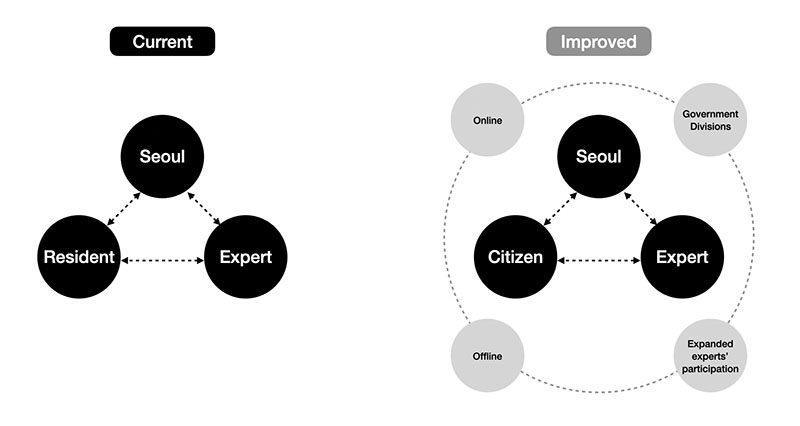 Current
Seoul
Resident
Expert
Improved
Online
Government
Divisions
Seoul
Citizen
Expert
Offline
Expanded
experts'
participation